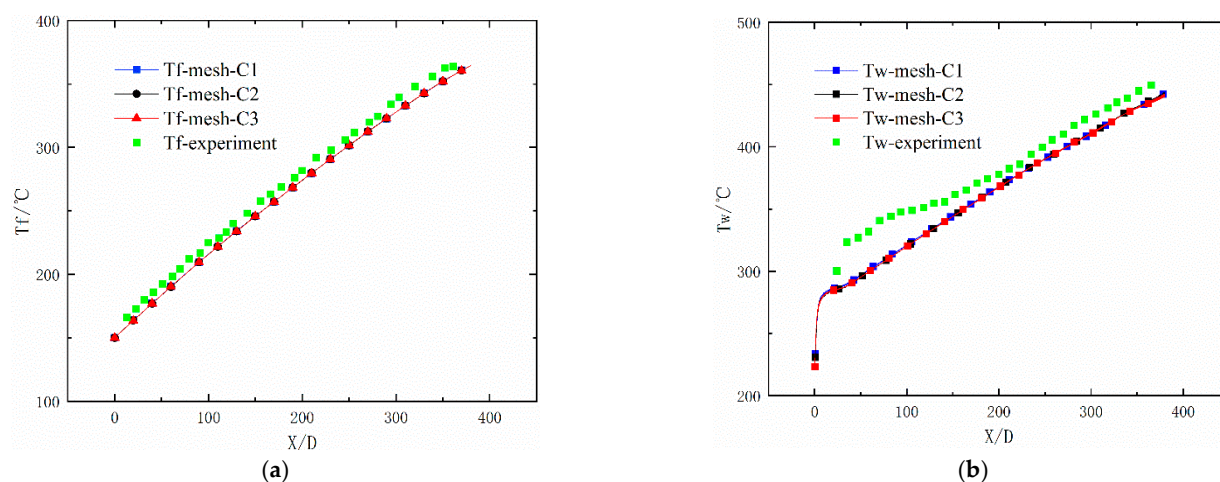 400
300
200
100
Tf/℃
Tf-mesh-C1
Tf-mesh-C2
Tf-mesh-C3
Tf-experiment
0 100 200 300 400
X/D
(a)
500
400
300
200
Tw/℃
Tw-mesh-C1
Tw-mesh-C2
Tw-mesh-C3
Tw-experiment
0 100 200 300 400
X/D
(b)